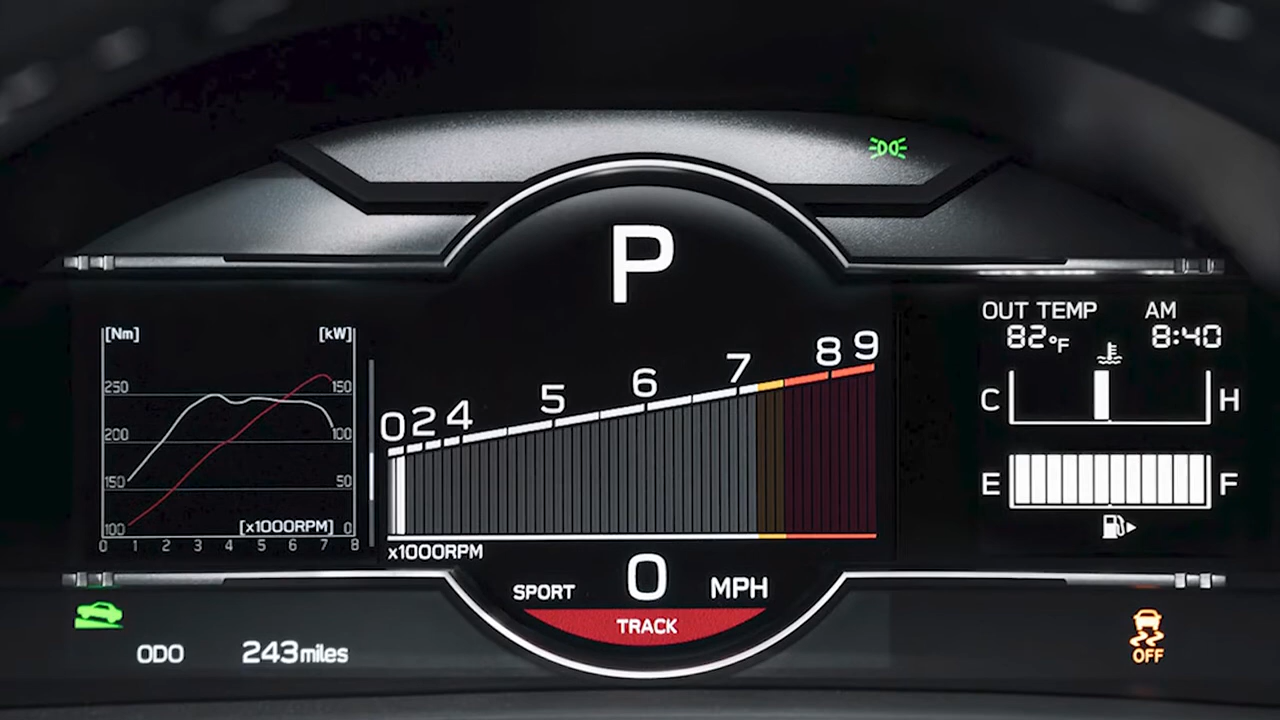 P
[Nm] [kW]
250 150
200 100
150 50
100 [x1000RPM] 0
0 1 2 3 4 5 6 7 8
0 2 4 5 6 7 8 9
x1000RPM
SPORT 0 MPH
TRACK
OUT TEMP AM
82°F 8:40
C H
E F
ODO 243miles
OFF